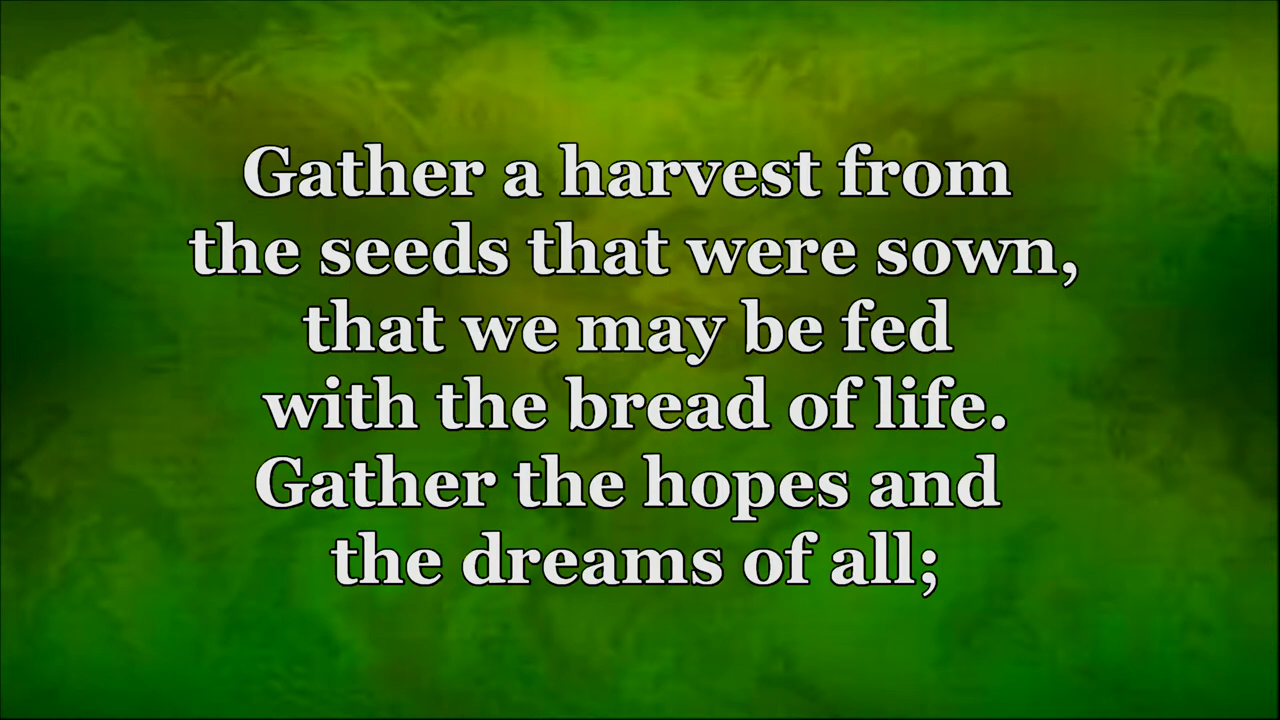 Gather a harvest from
the seeds that were sown,
that we may be fed
with the bread of life.
Gather the hopes and
the dreams of all;